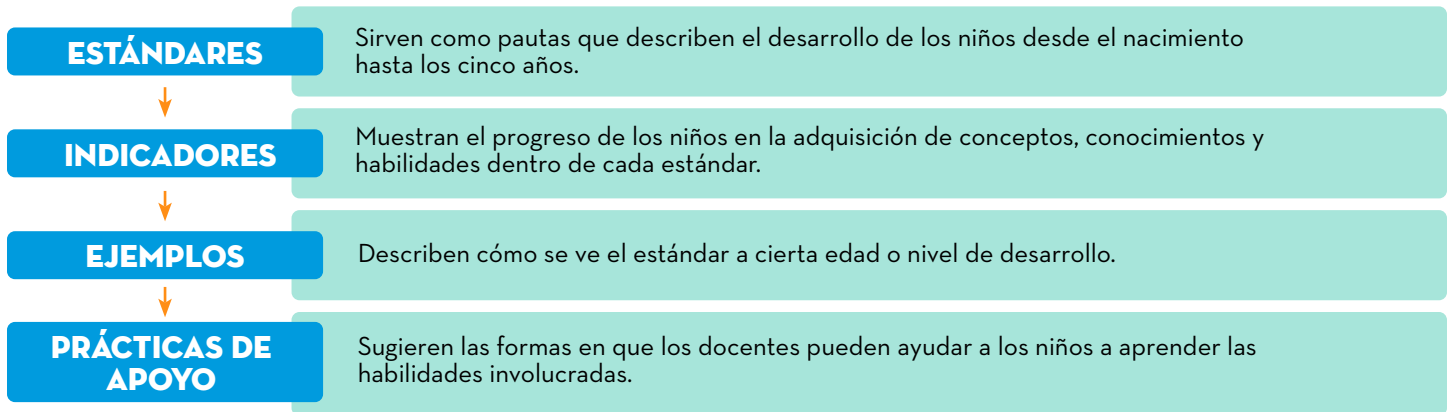 ESTÁNDARES
Sirven como pautas que describen el desarrollo de los niños desde el nacimiento
hasta los cinco años.
INDICADORES
Muestran el progreso de los niños en la adquisición de conceptos, conocimientos y
habilidades dentro de cada estándar.
EJEMPLOS
Describen cómo se ve el estándar a cierta edad o nivel de desarrollo.
PRÁCTICAS DE
APOYO
Sugieren las formas en que los docentes pueden ayudar a los niños a aprender las
habilidades involucradas.